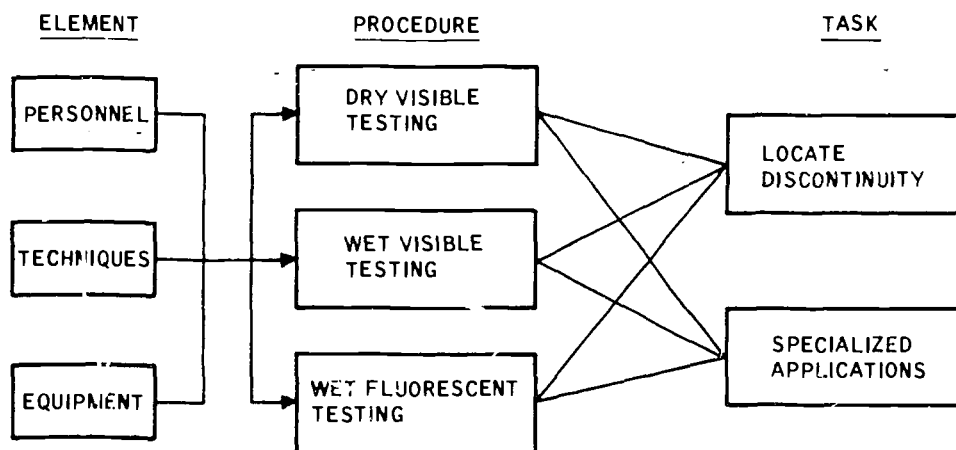 ELEMENT
PROCEDURE
TASK
PERSONNEL
TECHNIQUES
EQUIPMENT
DRY VISIBLE
TESTING
WET VISIBLE
TESTING
WET FLUORESCENT
TESTING
LOCATE
DISCONTINUITY
SPECIALIZED
APPLICATIONS